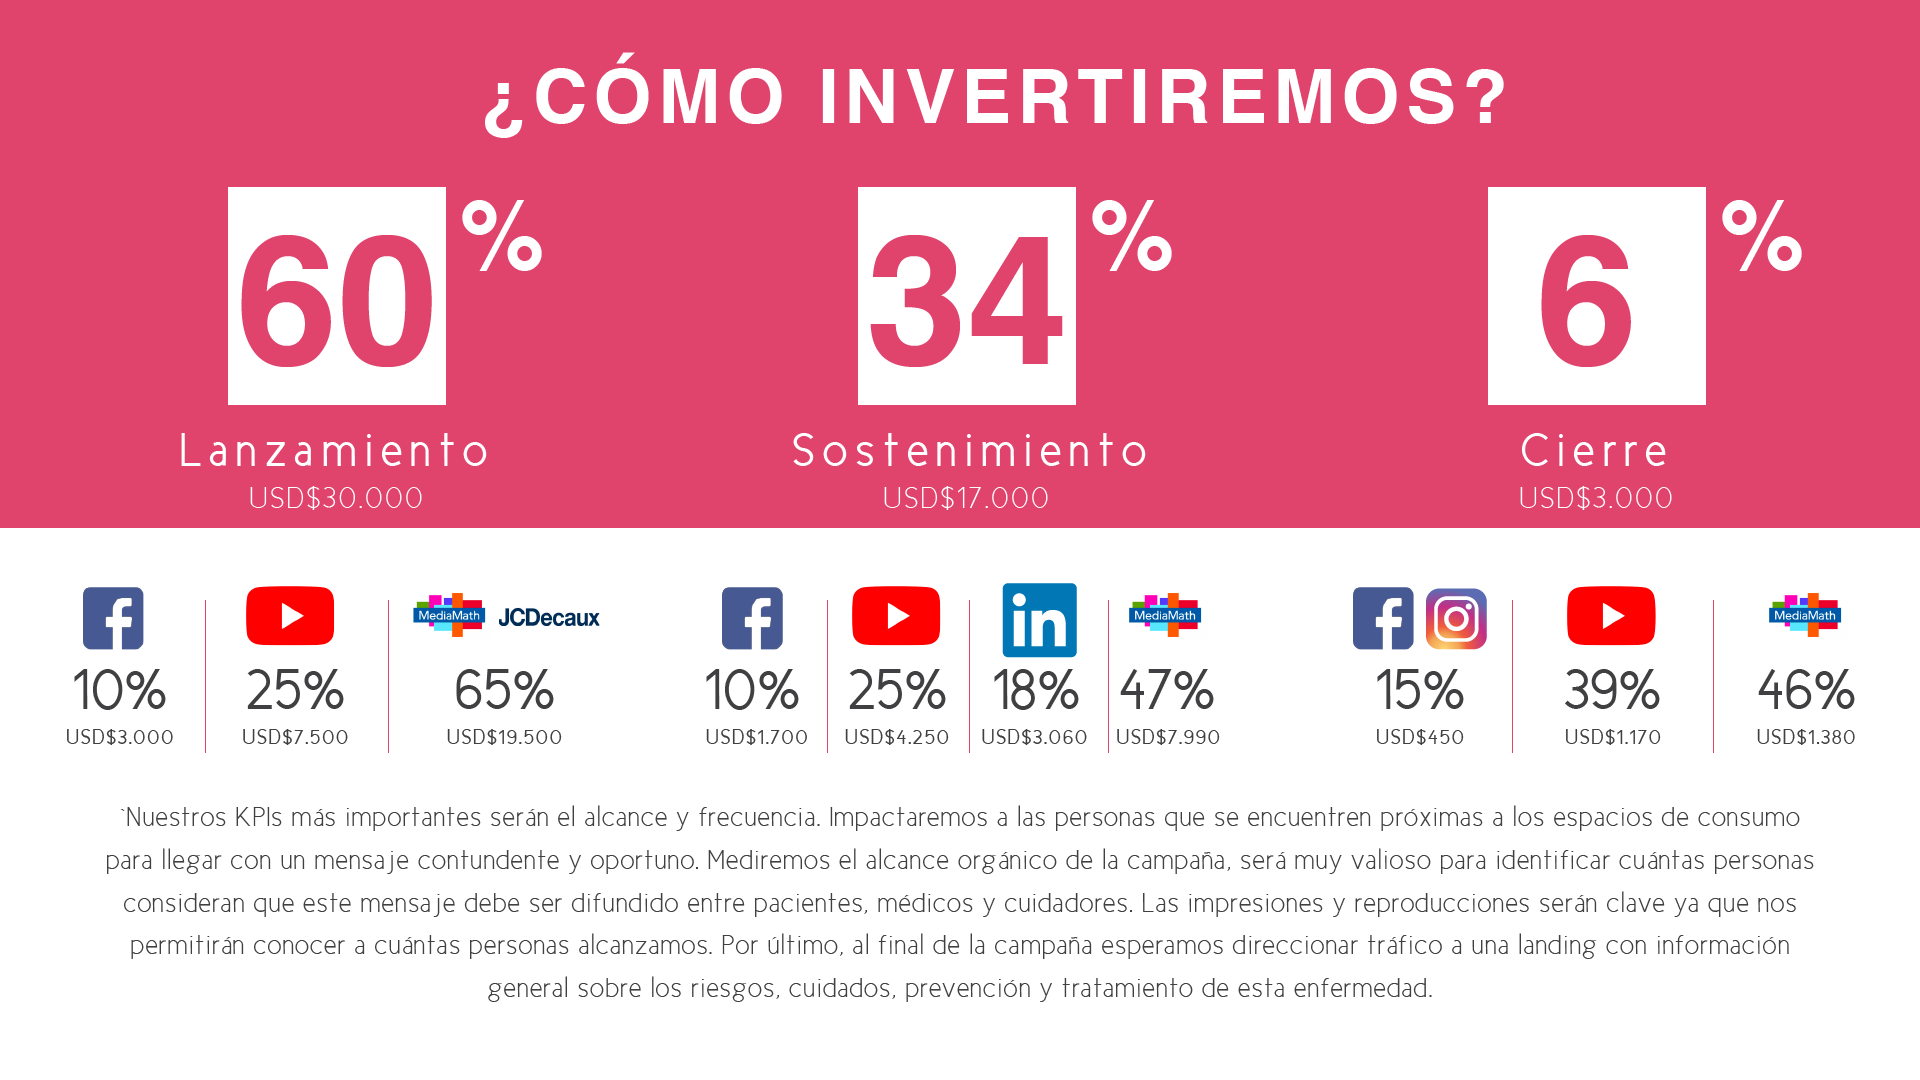 ¿CÓMO INVERTIREMOS?
60%
Lanzamiento
USD$30.000
34%
Sostenimiento
USD$17.000
6%
Cierre
USD$3.000
f
10%
USD$3.000
25%
USD$7.500
MediaMath JCDecaux
65%
USD$19.500
f
10%
USD$1.700
25%
USD$4.250
in
18%
USD$3.060
MediaMath
47%
USD$7.990
f
15%
USD$450
39%
USD$1.170
MediaMath
46%
USD$1.380
`Nuestros KPIs más importantes serán el alcance y frecuencia. Impactaremos a las personas que se encuentren próximas a los espacios de consumo
para llegar con un mensaje contundente y oportuno. Mediremos el alcance orgánico de la campaña, será muy valioso para identificar cuántas personas
consideran que este mensaje debe ser difundido entre pacientes, médicos y cuidadores. Las impresiones y reproducciones serán clave ya que nos
permitirán conocer a cuántas personas alcanzamos. Por último, al final de la campaña esperamos direccionar tráfico a una landing con información
general sobre los riesgos, cuidados, prevención y tratamiento de esta enfermedad.